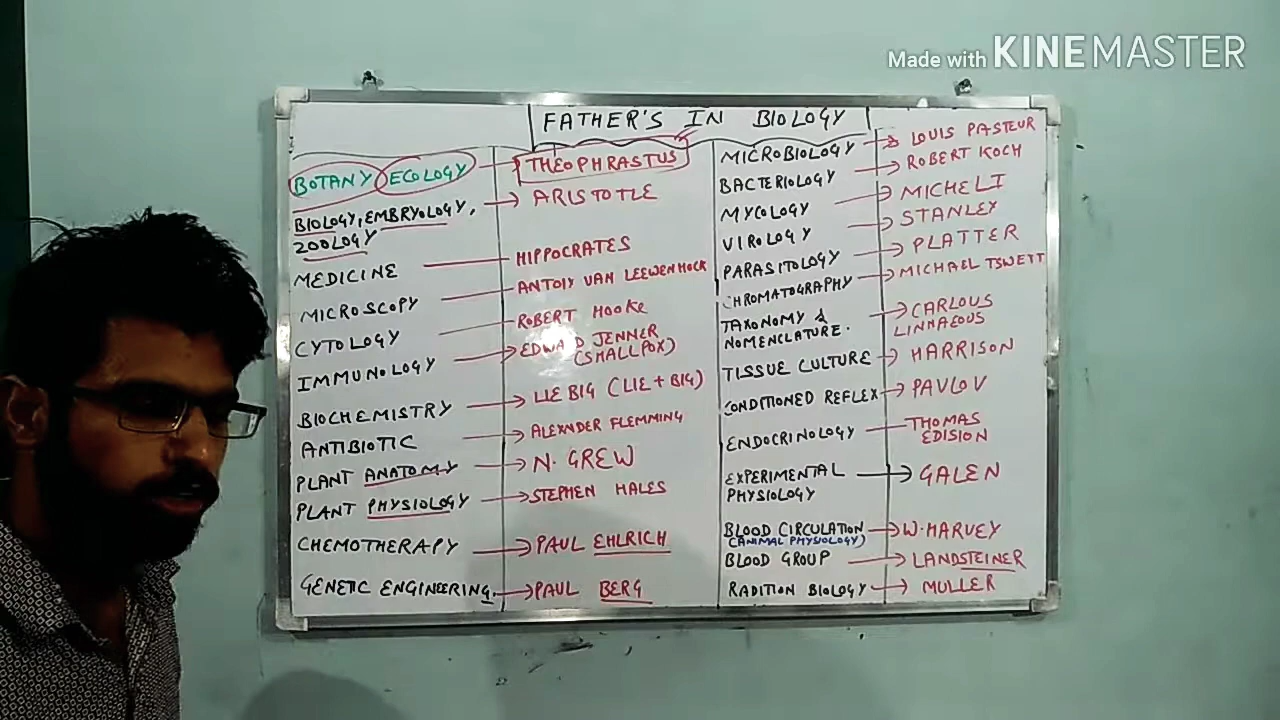 Made with KINEMASTER
FATHER'S IN BIOLOGY
BOTANY ECOLOGY → THEOPHRASTUS
BIOLOGY, EMBRYOLOGY, → ARISTOTLE
ZOOLOGY
MEDICINE — HIPPOCRATES
MICROSCOPY — ANTOIY VAN LEEWENHOCK
CYTOLOGY — ROBERT HOOKE
IMMUNOLOGY → EDWARD JENNER
(SMALL POX)
BIOCHEMISTRY → LIEBIG (LIE + BIG)
ANTIBIOTIC → ALEXNDER FLEMMING
PLANT ANATOMY → N. GREW
PLANT PHYSIOLOGY → STEPHEN HALES
CHEMOTHERAPY → PAUL EHLRICH
GENETIC ENGINEERING. → PAUL BERG
MICROBIOLOGY → LOUIS PASTEUR
BACTERIOLOGY → ROBERT KOCH
MYCOLOGY → MICHELI
VIROLOGY → STANLEY
PARASITOLOGY → PLATTER
CHROMATOGRAPHY → MICHAEL TSWETT
TAXONOMY & → CARLOUS
NOMENCLATURE. LINNAEOUS
TISSUE CULTURE → HARRISON
CONDITIONED REFLEX → PAVLOV
ENDOCRINOLOGY → THOMAS
EDISION
EXPERIMENTAL → GALEN
PHYSIOLOGY
BLOOD CIRCULATION → W. HARVEY
(ANIMAL PHYSIOLOGY)
BLOOD GROUP → LANDSTEINER
RADITION BIOLOGY → MULLER